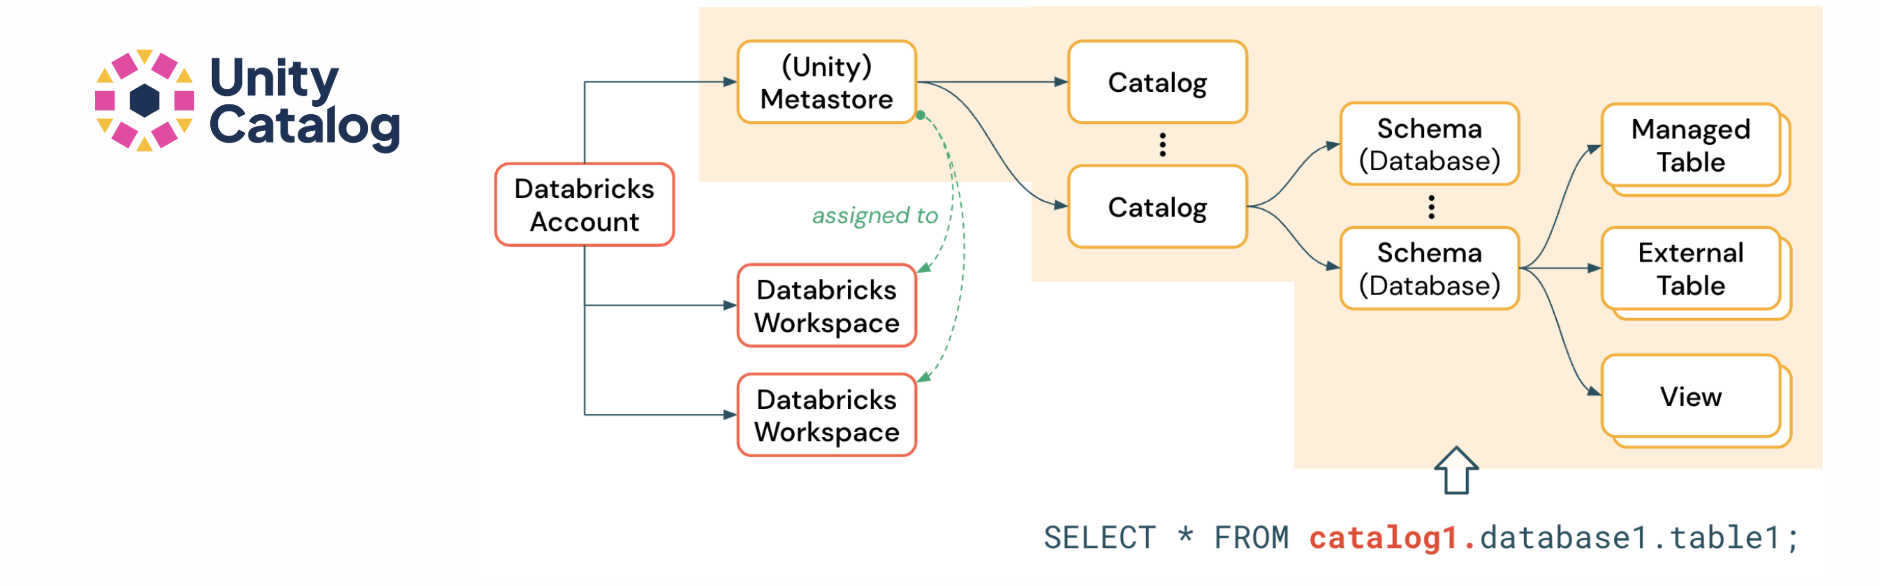 Unity
Catalog
(Unity)
Metastore
Catalog
Catalog
Schema
(Database)
Schema
(Database)
Managed
Table
External
Table
View
Databricks
Account
assigned to
Databricks
Workspace
Databricks
Workspace
SELECT * FROM catalog1.database1.table1;